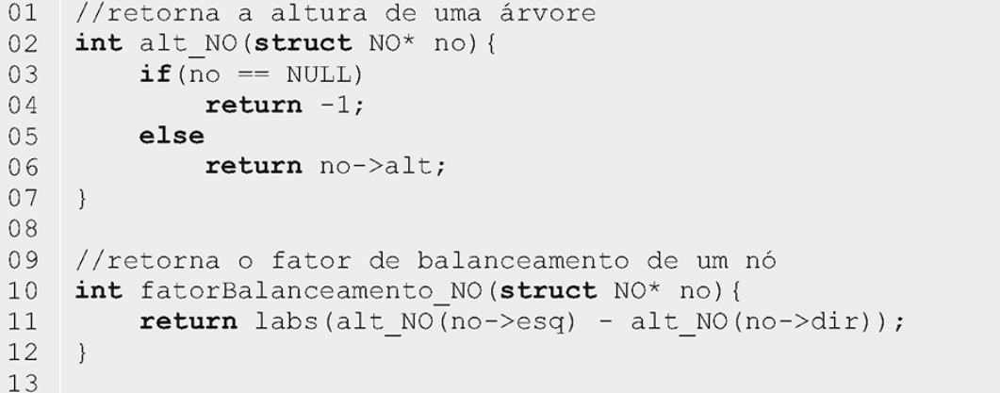 01 //retorna a altura de uma árvore
02 int alt_NO(struct NO* no){
03     if(no == NULL)
04         return -1;
05     else
06         return no->alt;
07 }
08
09 //retorna o fator de balanceamento de um nó
10 int fatorBalanceamento_NO(struct NO* no){
11     return labs(alt_NO(no->esq) - alt_NO(no->dir));
12 }
13